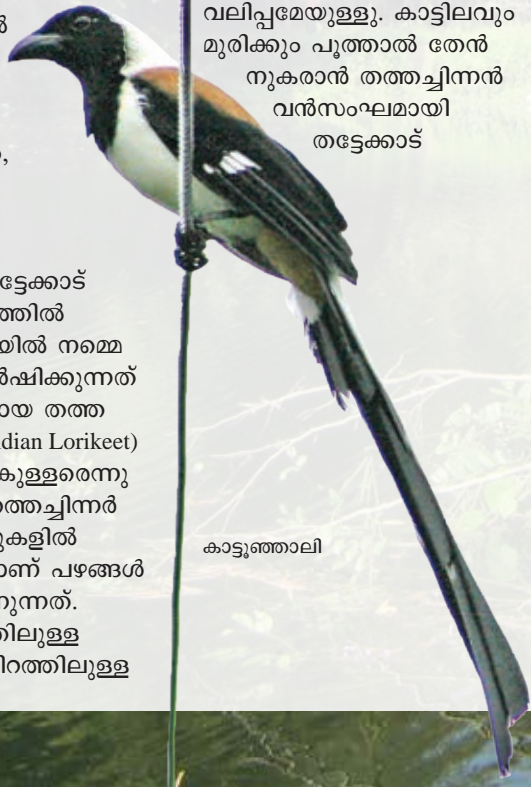 വലിപ്പമേയുള്ളു. കാട്ടിലവും
മുരിക്കും പൂത്താൽ തേൻ
നുകരാൻ തത്തച്ചിന്നൻ
വൻസംഘമായി
തട്ടേക്കാട്
ട്ടേക്കാട്
ത്തിൽ
യിൽ നമ്മെ
ർഷിക്കുന്നത്
ായ തത്ത
dian Lorikeet)
കുള്ളരെന്നു
ത്തെച്ചിന്നർ
ുകളിൽ
ാണ് പഴങ്ങൾ
നുന്നത്.
തിലുള്ള
ിറത്തിലുള്ള
കാട്ടൂഞ്ഞാലി